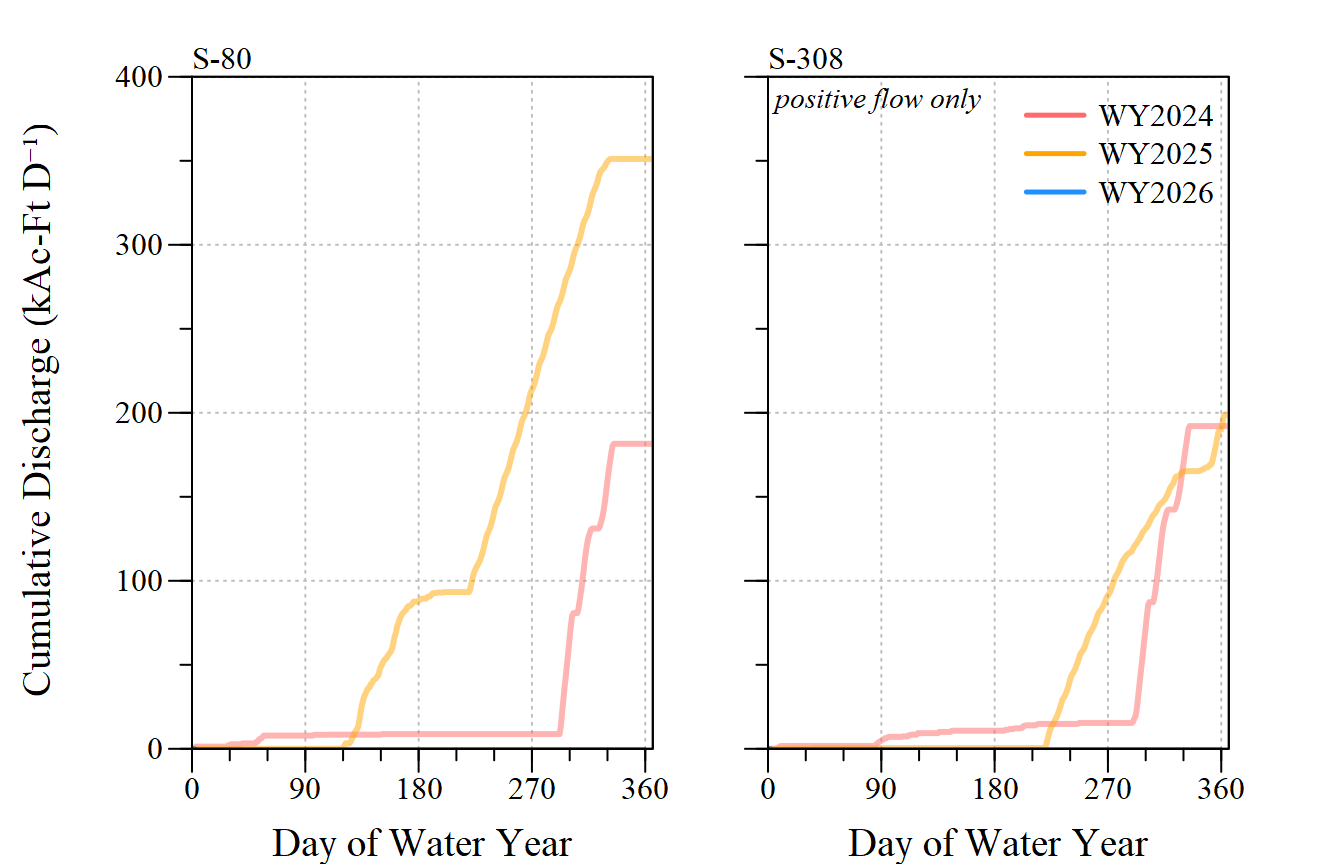 S-80
S-308
positive flow only
WY2024
WY2025
WY2026
Cumulative Discharge (kAc-Ft D⁻¹)
400
300
200
100
0
0 90 180 270 360
0 90 180 270 360
Day of Water Year
Day of Water Year